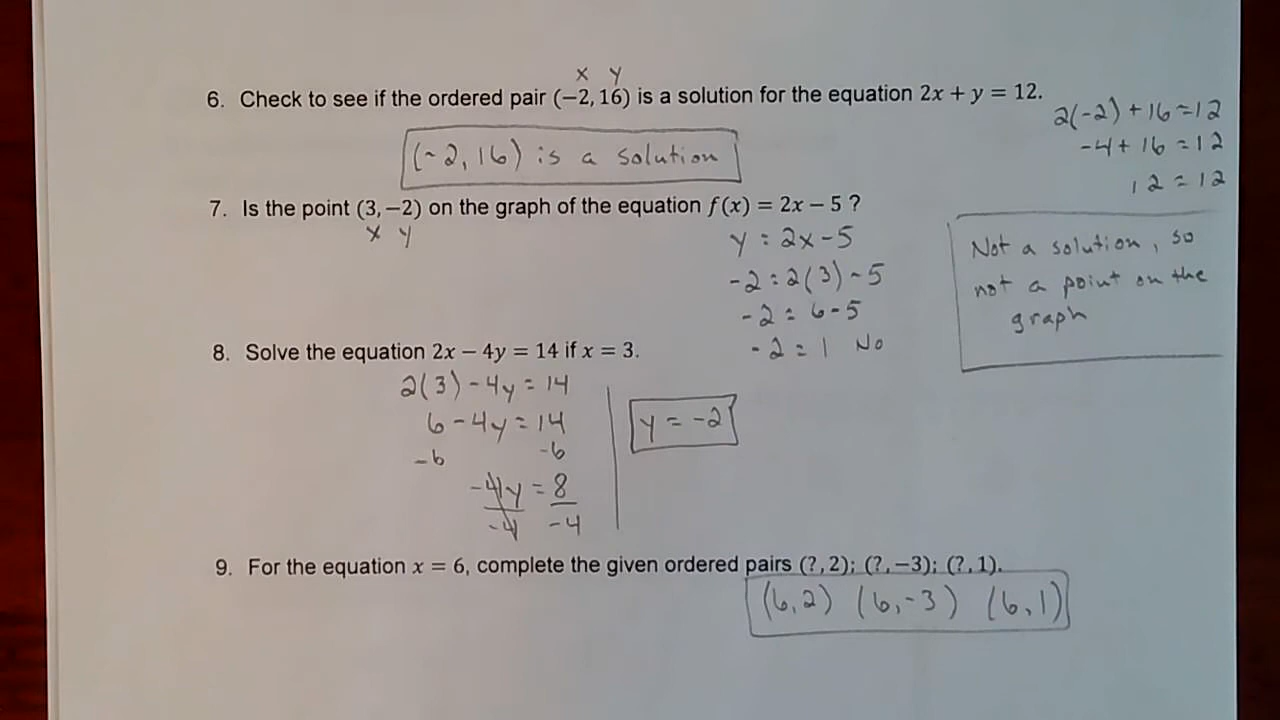 x y
6. Check to see if the ordered pair (−2, 16) is a solution for the equation 2x + y = 12.
2(-2) + 16 = 12
-4 + 16 = 12
12 = 12
(-2, 16) is a solution
7. Is the point (3, −2) on the graph of the equation f(x) = 2x − 5 ?
x y
y = 2x - 5
-2 = 2(3) - 5
-2 = 6 - 5
-2 = 1 No
Not a solution, so
not a point on the
graph
8. Solve the equation 2x − 4y = 14 if x = 3.
2(3) - 4y = 14
6 - 4y = 14
-6 -6
-4y = 8
-4 -4
y = -2
9. For the equation x = 6, complete the given ordered pairs (?, 2); (?, −3); (?, 1).
(6, 2) (6, -3) (6, 1)